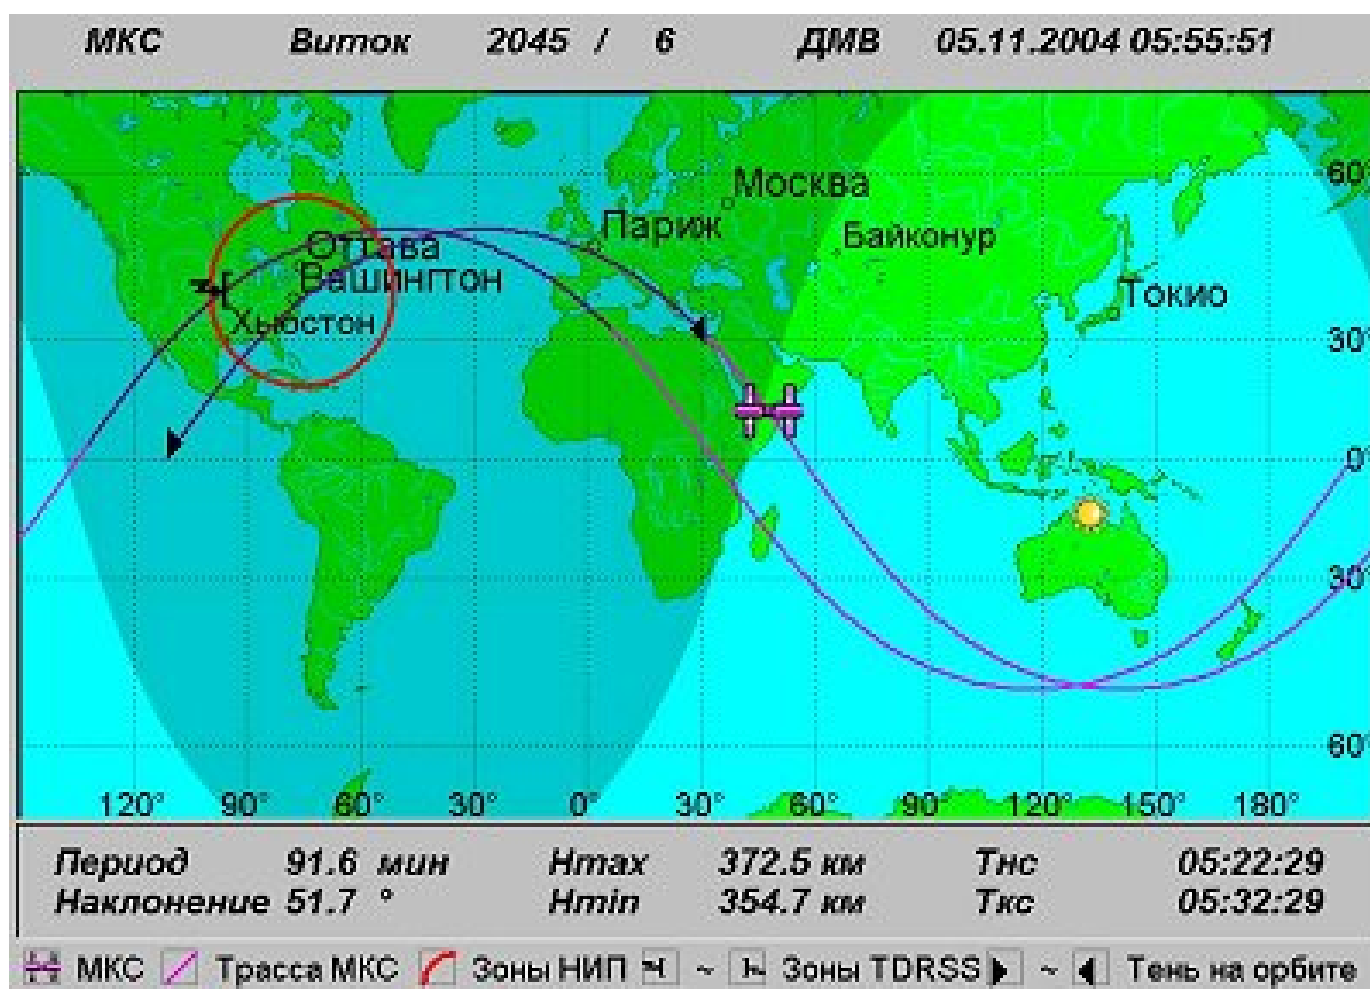 МКС Виток 2045 / 6 ДМВ 05.11.2004 05:55:51
60°
Москва
Париж
Байконур
Оттава
Вашингтон
Токио
Хьюстон
30°
0°
30°
60°
120° 90° 60° 30° 0° 30° 60° 90° 120° 150° 180°
Период 91.6 мин Hmax 372.5 км Тнс 05:22:29
Наклонение 51.7 ° Hmin 354.7 км Ткс 05:32:29
МКС Трасса МКС Зоны НИП ~ Зоны TDRSS ~ Тень на орбите